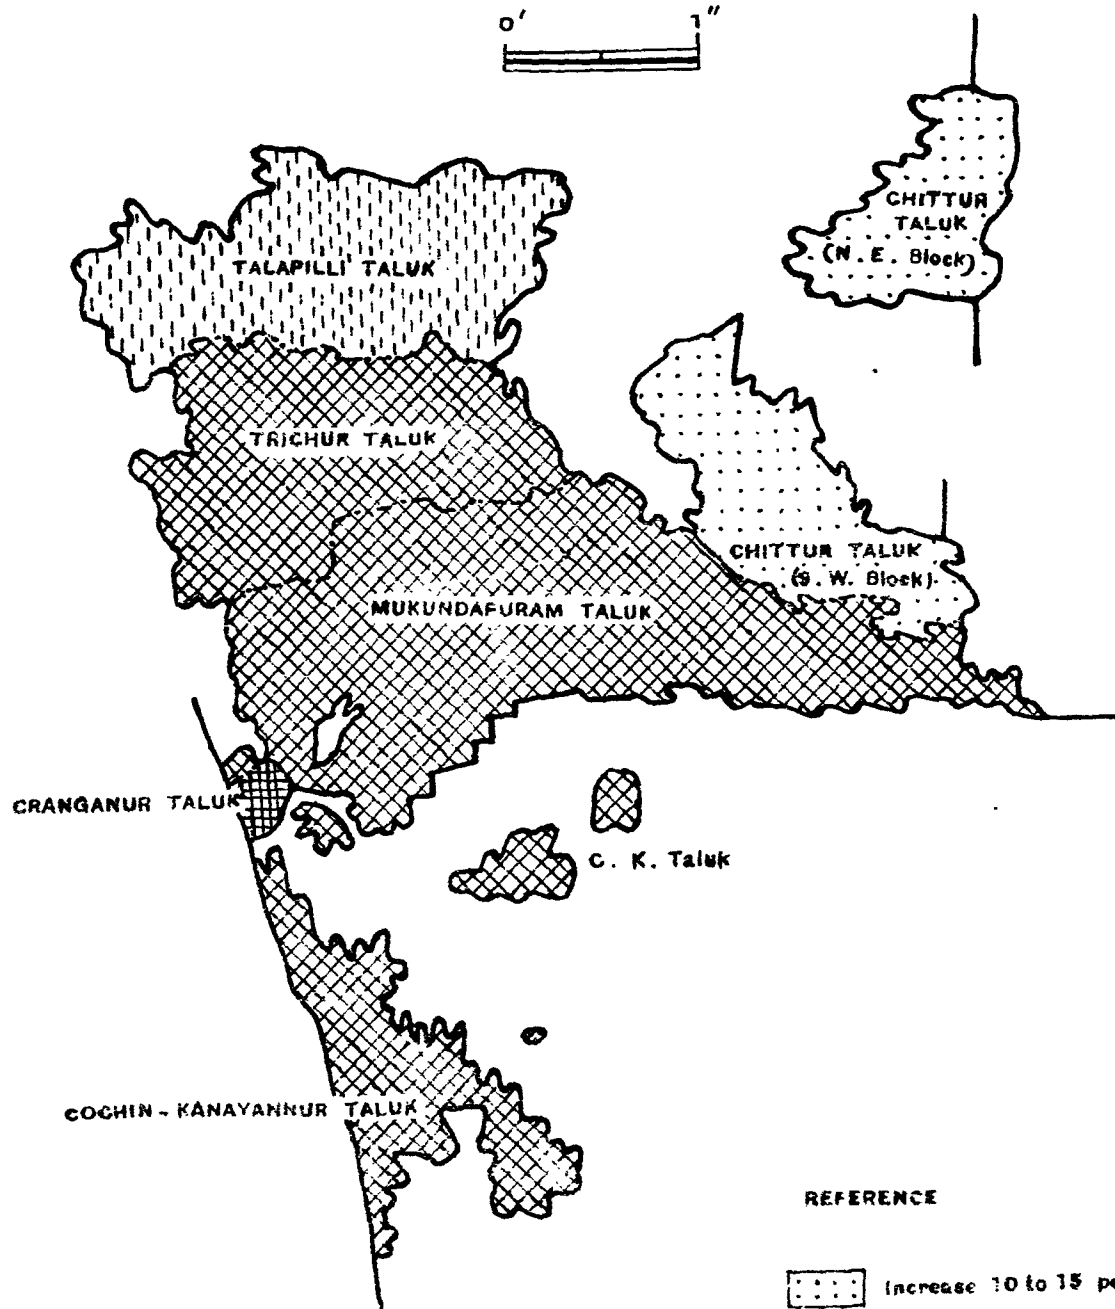 0' 1"
CHITTUR
TALUK
(N. E. Block)
TALAPILLI TALUK
TRICHUR TALUK
CHITTUR TALUK
(S. W. Block)
MUKUNDAPURAM TALUK
CRANGANUR TALUK
C. K. Taluk
COCHIN - KANAYANNUR TALUK
REFERENCE
Increase 10 to 15 pe